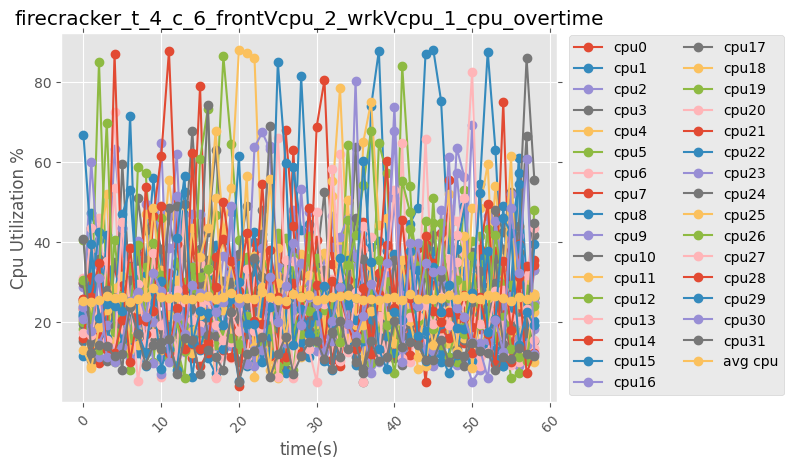 firecracker_t_4_c_6_frontVcpu_2_wrkVcpu_1_cpu_overtime
Cpu Utilization %
80
60
40
20
0
10
20
30
40
50
60
time(s)
cpu0
cpu1
cpu2
cpu3
cpu4
cpu5
cpu6
cpu7
cpu8
cpu9
cpu10
cpu11
cpu12
cpu13
cpu14
cpu15
cpu16
cpu17
cpu18
cpu19
cpu20
cpu21
cpu22
cpu23
cpu24
cpu25
cpu26
cpu27
cpu28
cpu29
cpu30
cpu31
avg cpu